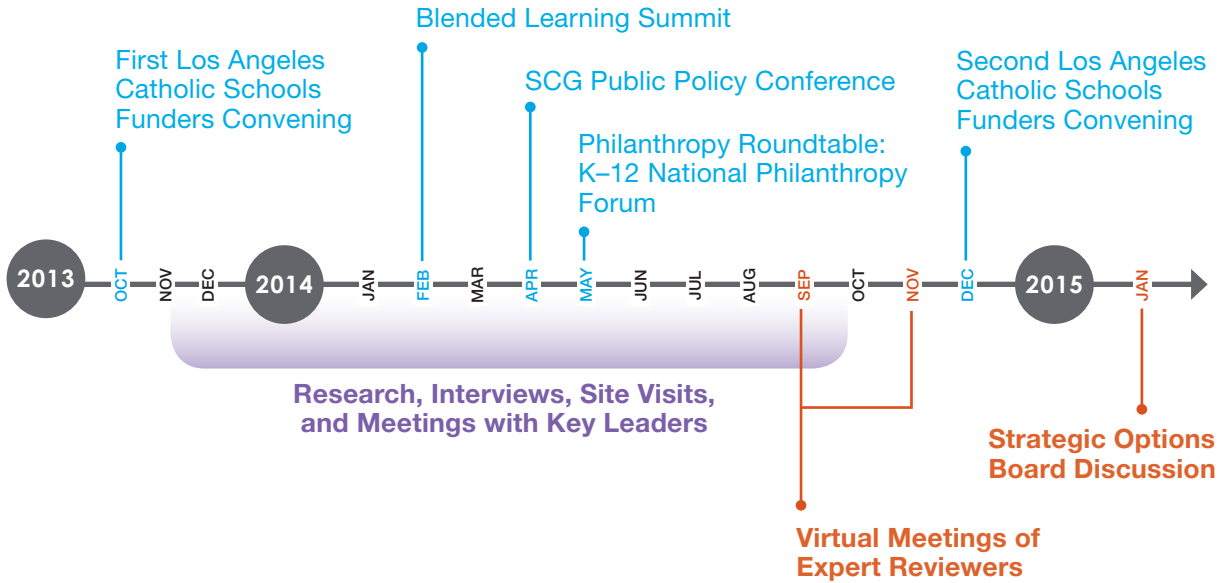 Blended Learning Summit
First Los Angeles
Catholic Schools
Funders Convening
SCG Public Policy Conference
Philanthropy Roundtable:
K–12 National Philanthropy
Forum
Second Los Angeles
Catholic Schools
Funders Convening
2013
OCT
NOV
DEC
2014
JAN
FEB
MAR
APR
MAY
JUN
JUL
AUG
SEP
OCT
NOV
DEC
2015
JAN
Research, Interviews, Site Visits,
and Meetings with Key Leaders
Strategic Options
Board Discussion
Virtual Meetings of
Expert Reviewers